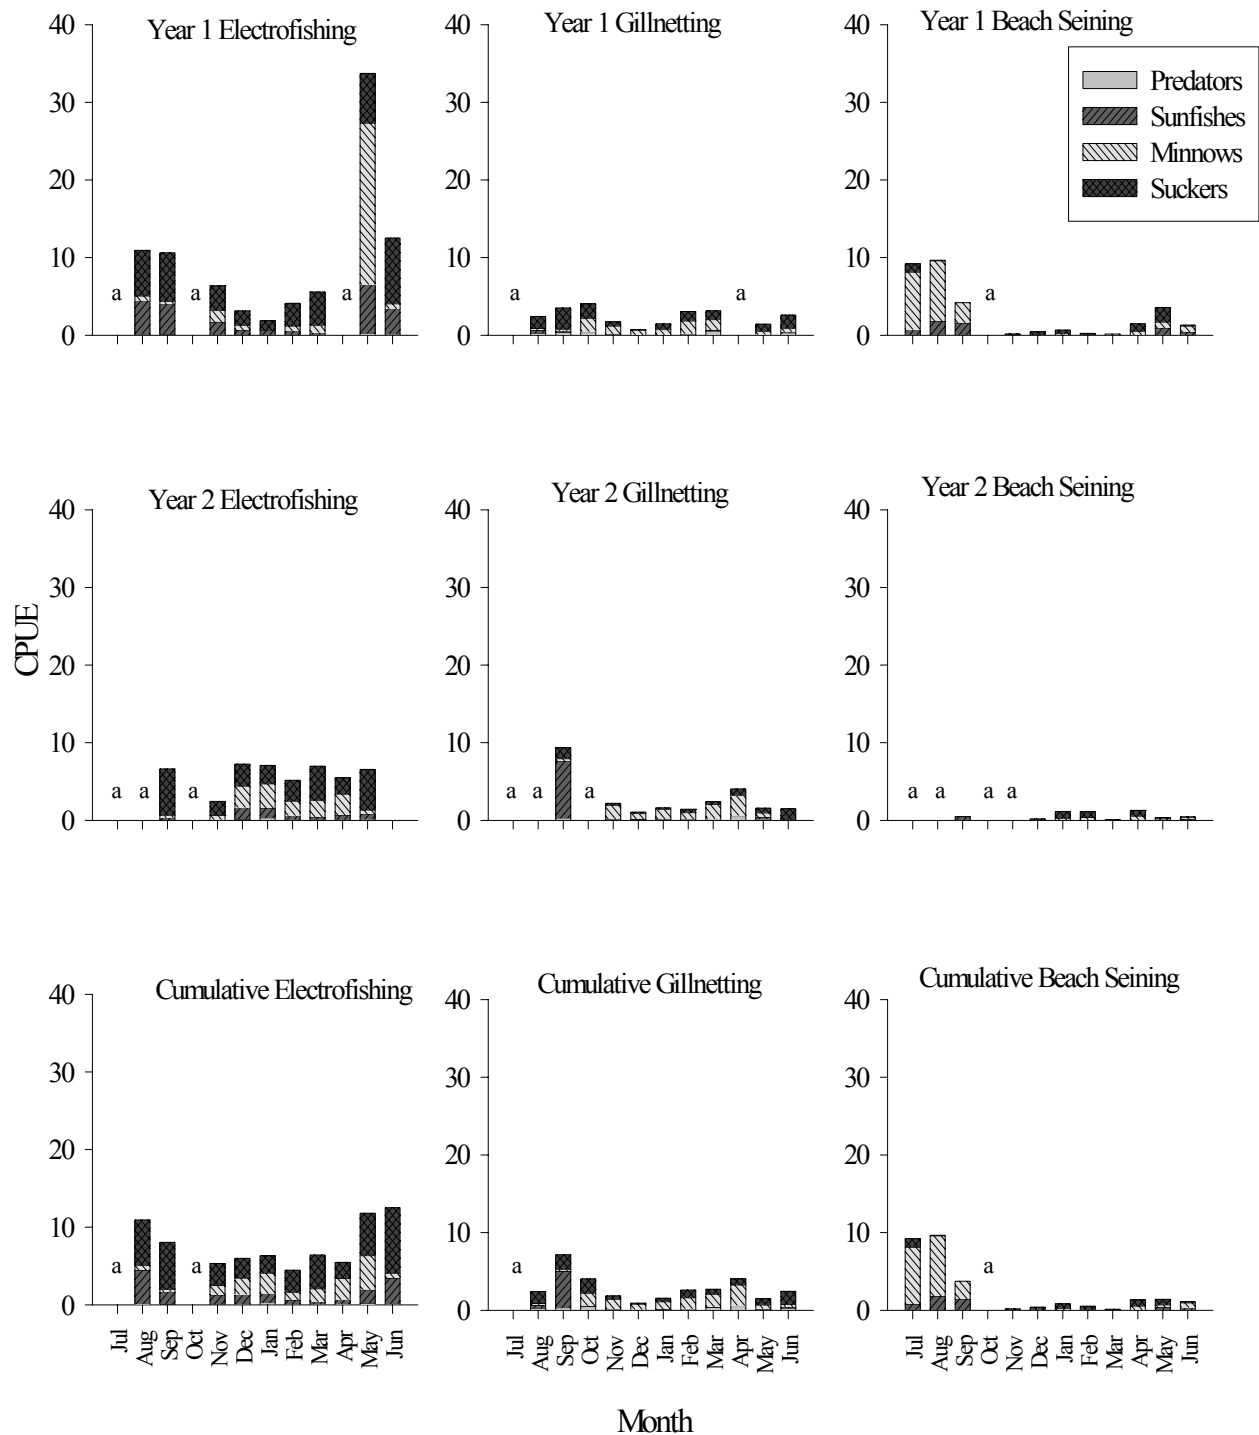 Year 1 Electrofishing
40
30
20
10
0
a a a
Year 1 Gillnetting
40
30
20
10
0
a a
Year 1 Beach Seining
40
30
20
10
0
a
Predators
Sunfishes
Minnows
Suckers
CPUE
Year 2 Electrofishing
40
30
20
10
0
a a a
Year 2 Gillnetting
40
30
20
10
0
a a a
Year 2 Beach Seining
40
30
20
10
0
a a a a
Cumulative Electrofishing
40
30
20
10
0
a a
Jul Aug Sep Oct Nov Dec Jan Feb Mar Apr May Jun
Cumulative Gillnetting
40
30
20
10
0
a
Jul Aug Sep Oct Nov Dec Jan Feb Mar Apr May Jun
Cumulative Beach Seining
40
30
20
10
0
a
Jul Aug Sep Oct Nov Dec Jan Feb Mar Apr May Jun
Month